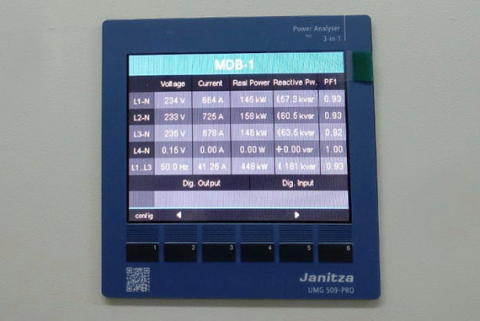 Power Analyser
3-in-1
MDB-1
Voltage Current Real Power Reactive Pw. PF1
L1-N 234 V 664 A 145 kW 57.3 kvar 0.93
L2-N 233 V 725 A 158 kW 60.5 kvar 0.93
L3-N 235 V 678 A 146 kW 63.5 kvar 0.92
L4-N 0.15 V 0.00 A 0.00 W +0.00 var 1.00
L1..L3 50.0 Hz 41.25 A 448 kW 181 kvar 0.93
Dig. Output Dig. Input
config ◀ ▶
1 2 3 4 5 6
Janitza
UMG 509-PRO